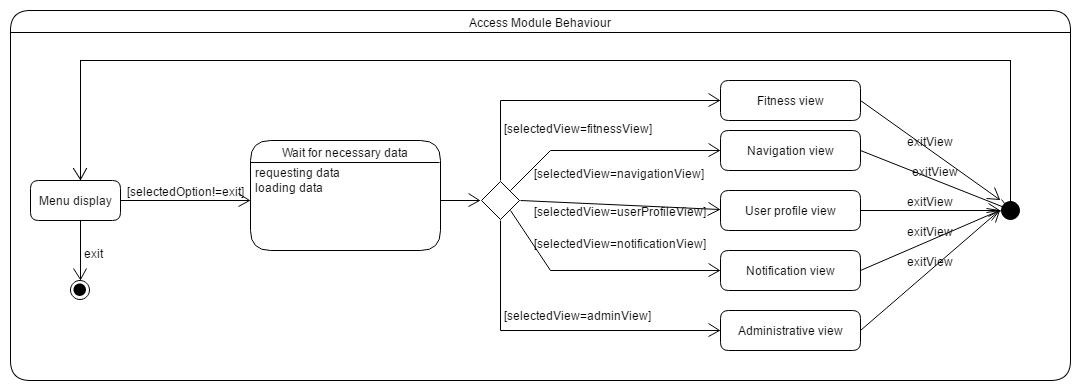 Access Module Behaviour
Menu display
[selectedOption!=exit]
exit
Wait for necessary data
requesting data
loading data
[selectedView=fitnessView]
[selectedView=navigationView]
[selectedView=userProfileView]
[selectedView=notificationView]
[selectedView=adminView]
Fitness view
Navigation view
User profile view
Notification view
Administrative view
exitView
exitView
exitView
exitView
exitView